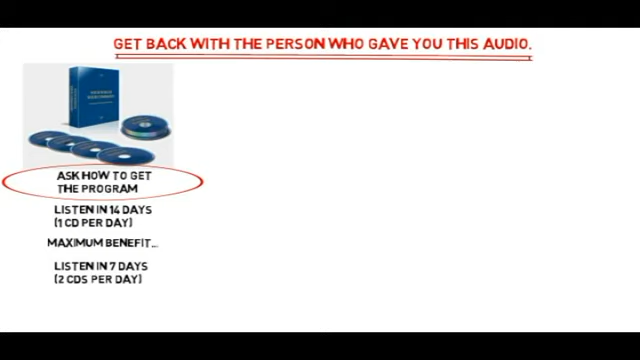 GET BACK WITH THE PERSON WHO GAVE YOU THIS AUDIO.
ASK HOW TO GET
THE PROGRAM
LISTEN IN 14 DAYS
(1 CD PER DAY)
MAXIMUM BENEFIT...
LISTEN IN 7 DAYS
(2 CDS PER DAY)